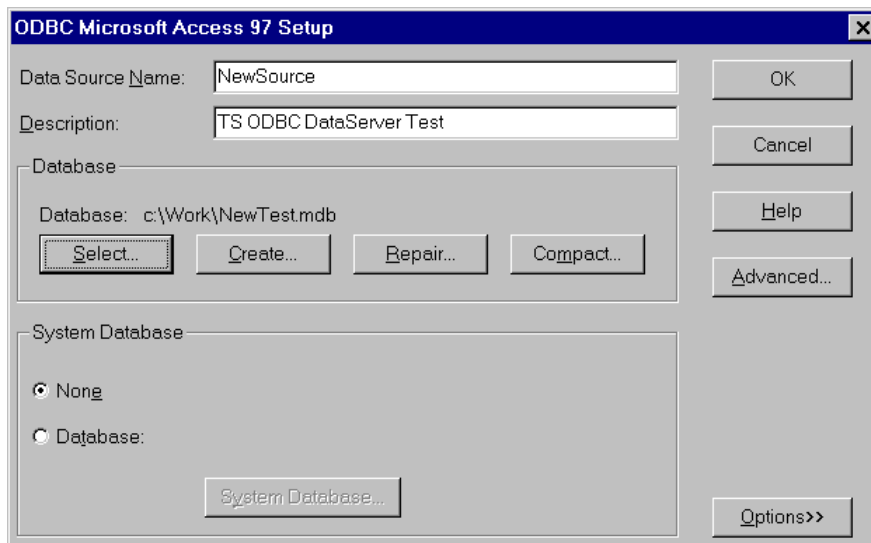 ODBC Microsoft Access 97 Setup
Data Source Name: NewSource
OK
Description: TS ODBC DataServer Test
Cancel
Database
Database: c:\Work\NewTest.mdb
Help
Select... Create... Repair... Compact...
Advanced...
System Database
None
Database:
System Database...
Options>>